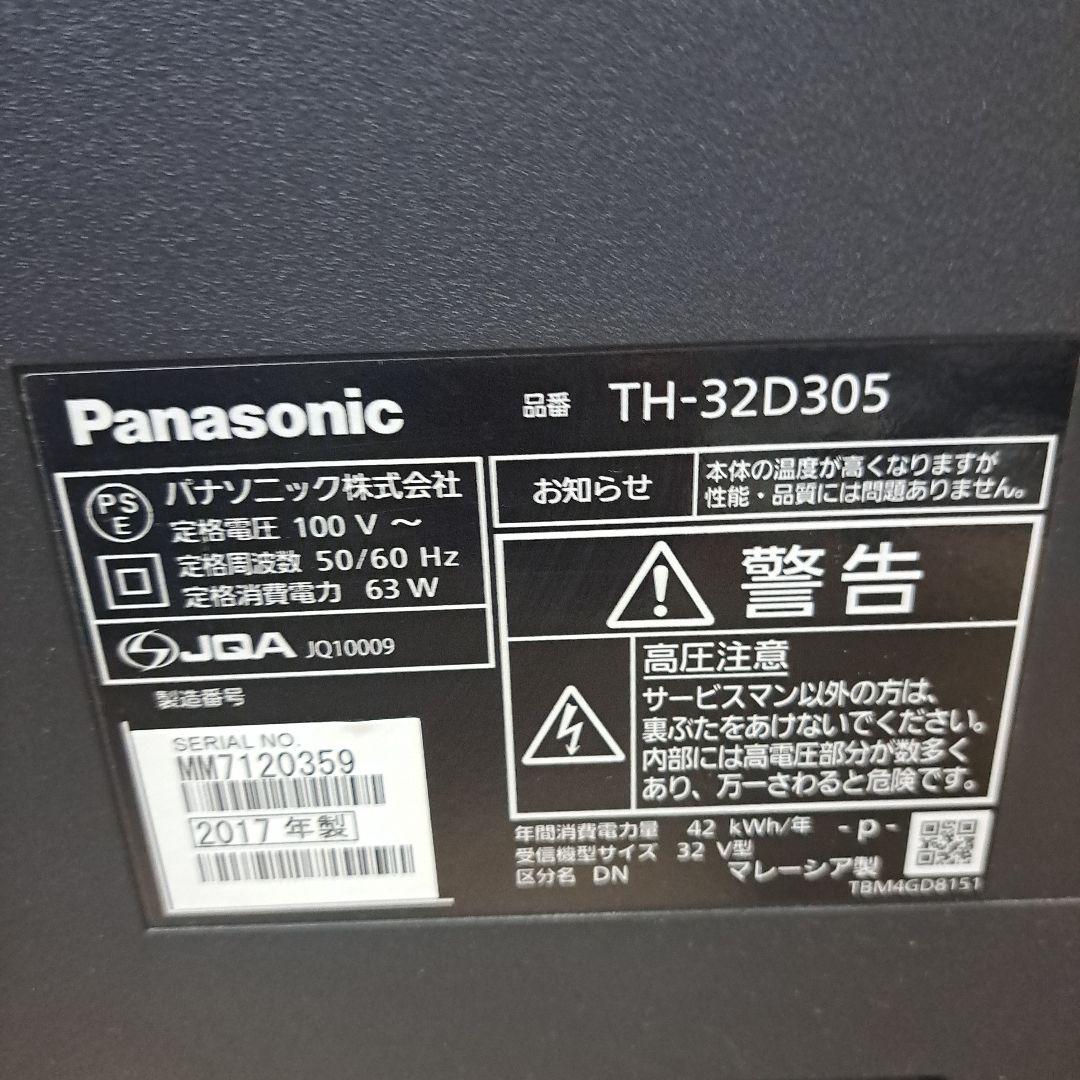 Panasonic
品番 TH-32D305
PS
E
パナソニック株式会社
定格電圧 100 V ～
定格周波数 50/60 Hz
定格消費電力 63 W
JQA JQ10009
製造番号
SERIAL NO.
MM7120359
2017 年製
お知らせ
本体の温度が高くなりますが
性能・品質には問題ありません。
警告
高圧注意
サービスマン以外の方は、
裏ぶたをあけないでください。
内部には高電圧部分が数多く
あり、万一さわると危険です。
年間消費電力量 42 kWh/年 -p-
受信機型サイズ 32 V型
区分名 DN マレーシア製
TBM4GD8151